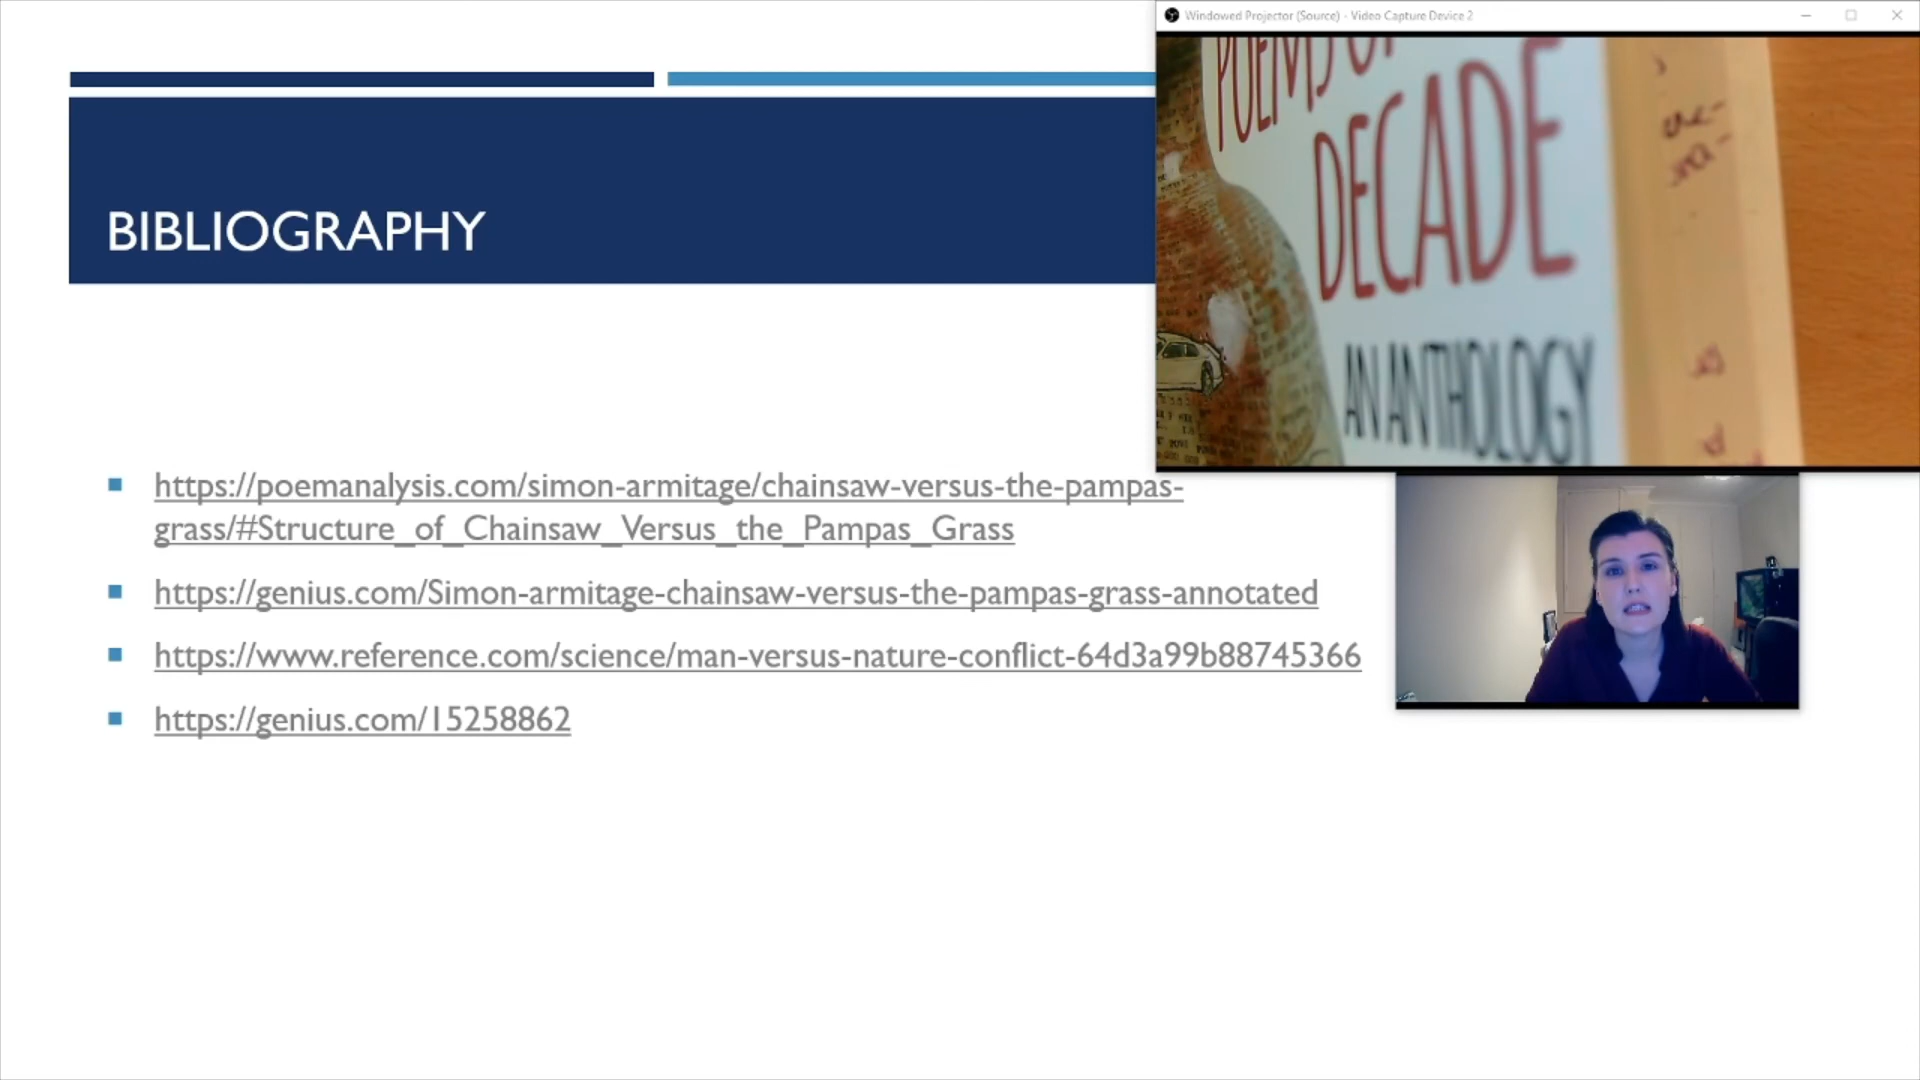 Windowed Projector (Source) - Video Capture Device 2
POEMS OF
DECADE
AN ANTHOLOGY
BIBLIOGRAPHY
https://poemanalysis.com/simon-armitage/chainsaw-versus-the-pampas-
grass/#Structure_of_Chainsaw_Versus_the_Pampas_Grass
https://genius.com/Simon-armitage-chainsaw-versus-the-pampas-grass-annotated
https://www.reference.com/science/man-versus-nature-conflict-64d3a99b88745366
https://genius.com/15258862